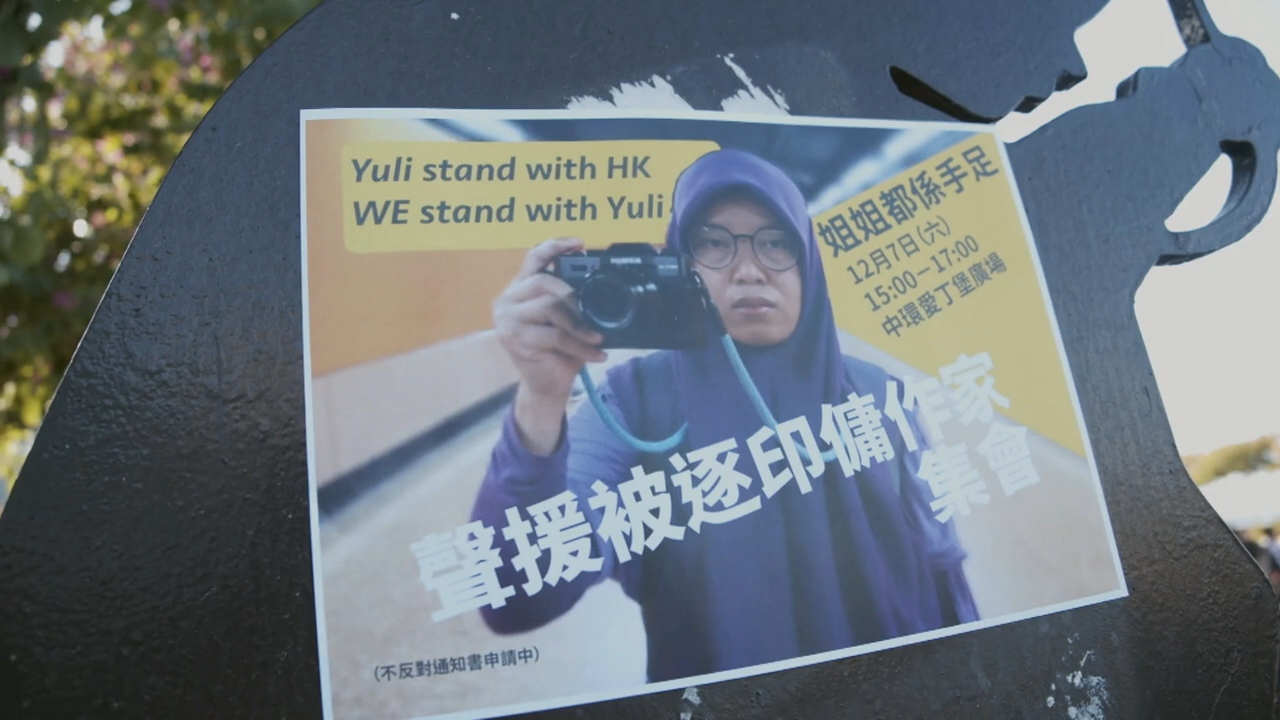 Yuli stand with HK
WE stand with Yuli
姐姐都係手足
12月7日(六)
15:00－17:00
中環愛丁堡廣場
聲援被逐印傭作家
集會
(不反對通知書申請中)